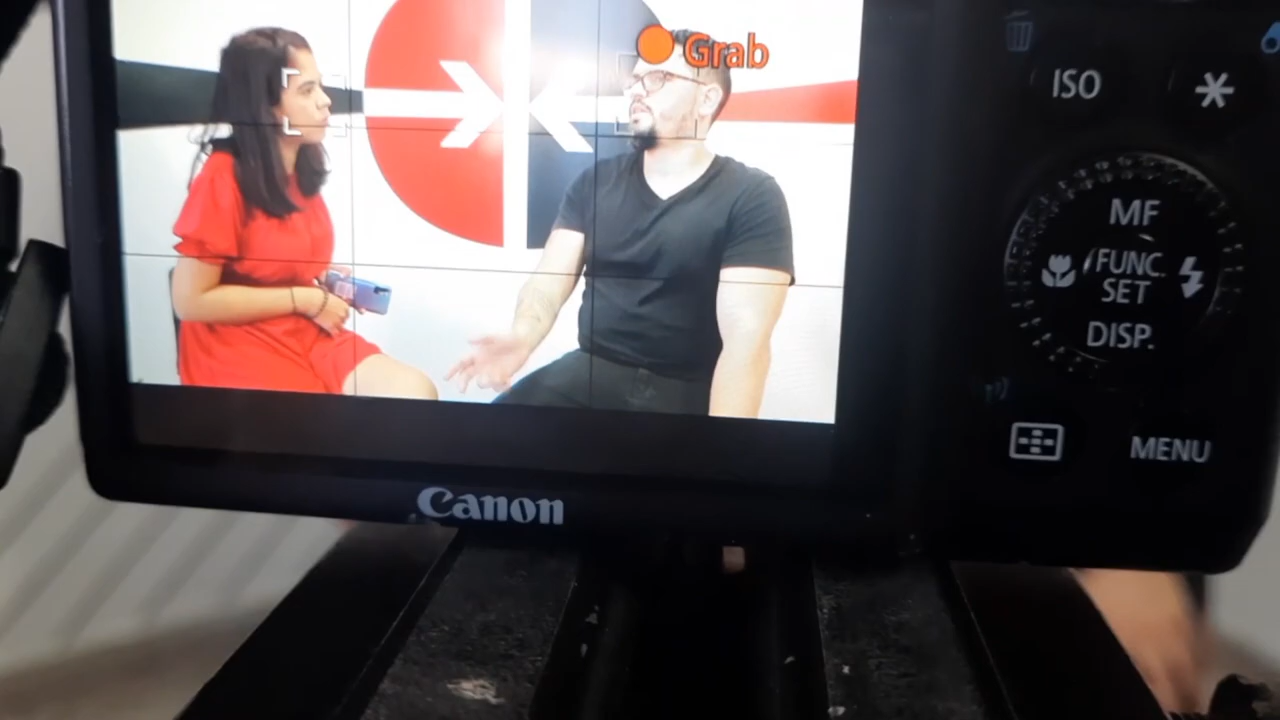 Grab
ISO
MF
FUNC.
SET
DISP.
MENU
Canon